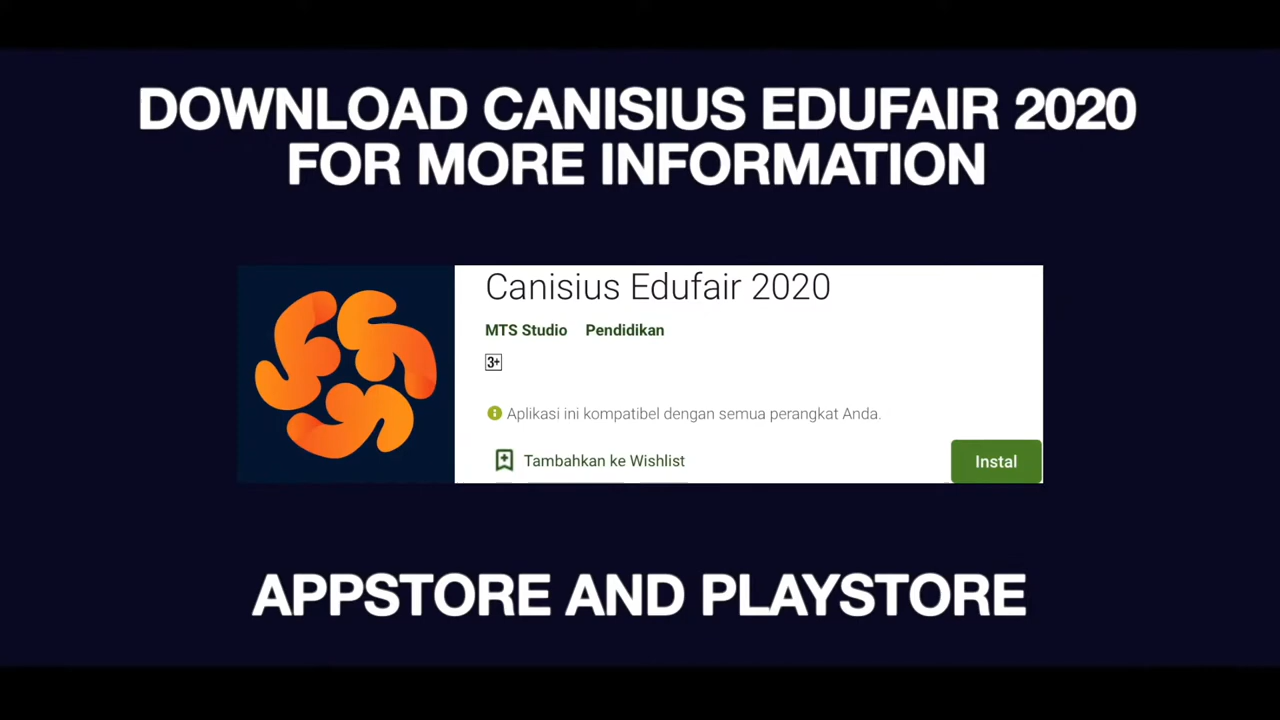 DOWNLOAD CANISIUS EDUFAIR 2020
FOR MORE INFORMATION
Canisius Edufair 2020
MTS Studio Pendidikan
3+
Aplikasi ini kompatibel dengan semua perangkat Anda.
Tambahkan ke Wishlist
Instal
APPSTORE AND PLAYSTORE